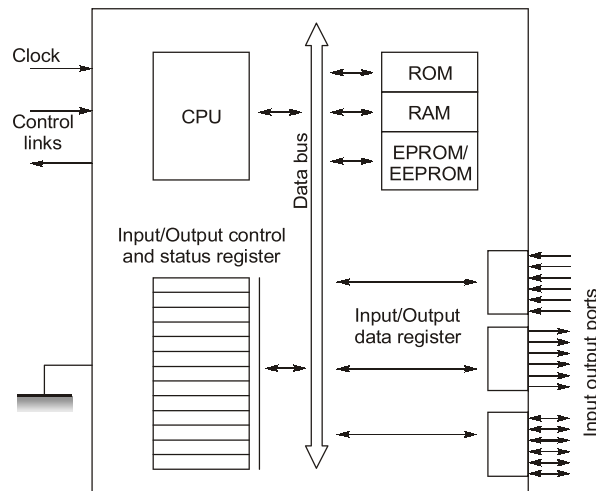 Clock
Control
links
CPU
Data bus
ROM
RAM
EPROM/
EEPROM
Input/Output control
and status register
Input/Output
data register
Input output ports